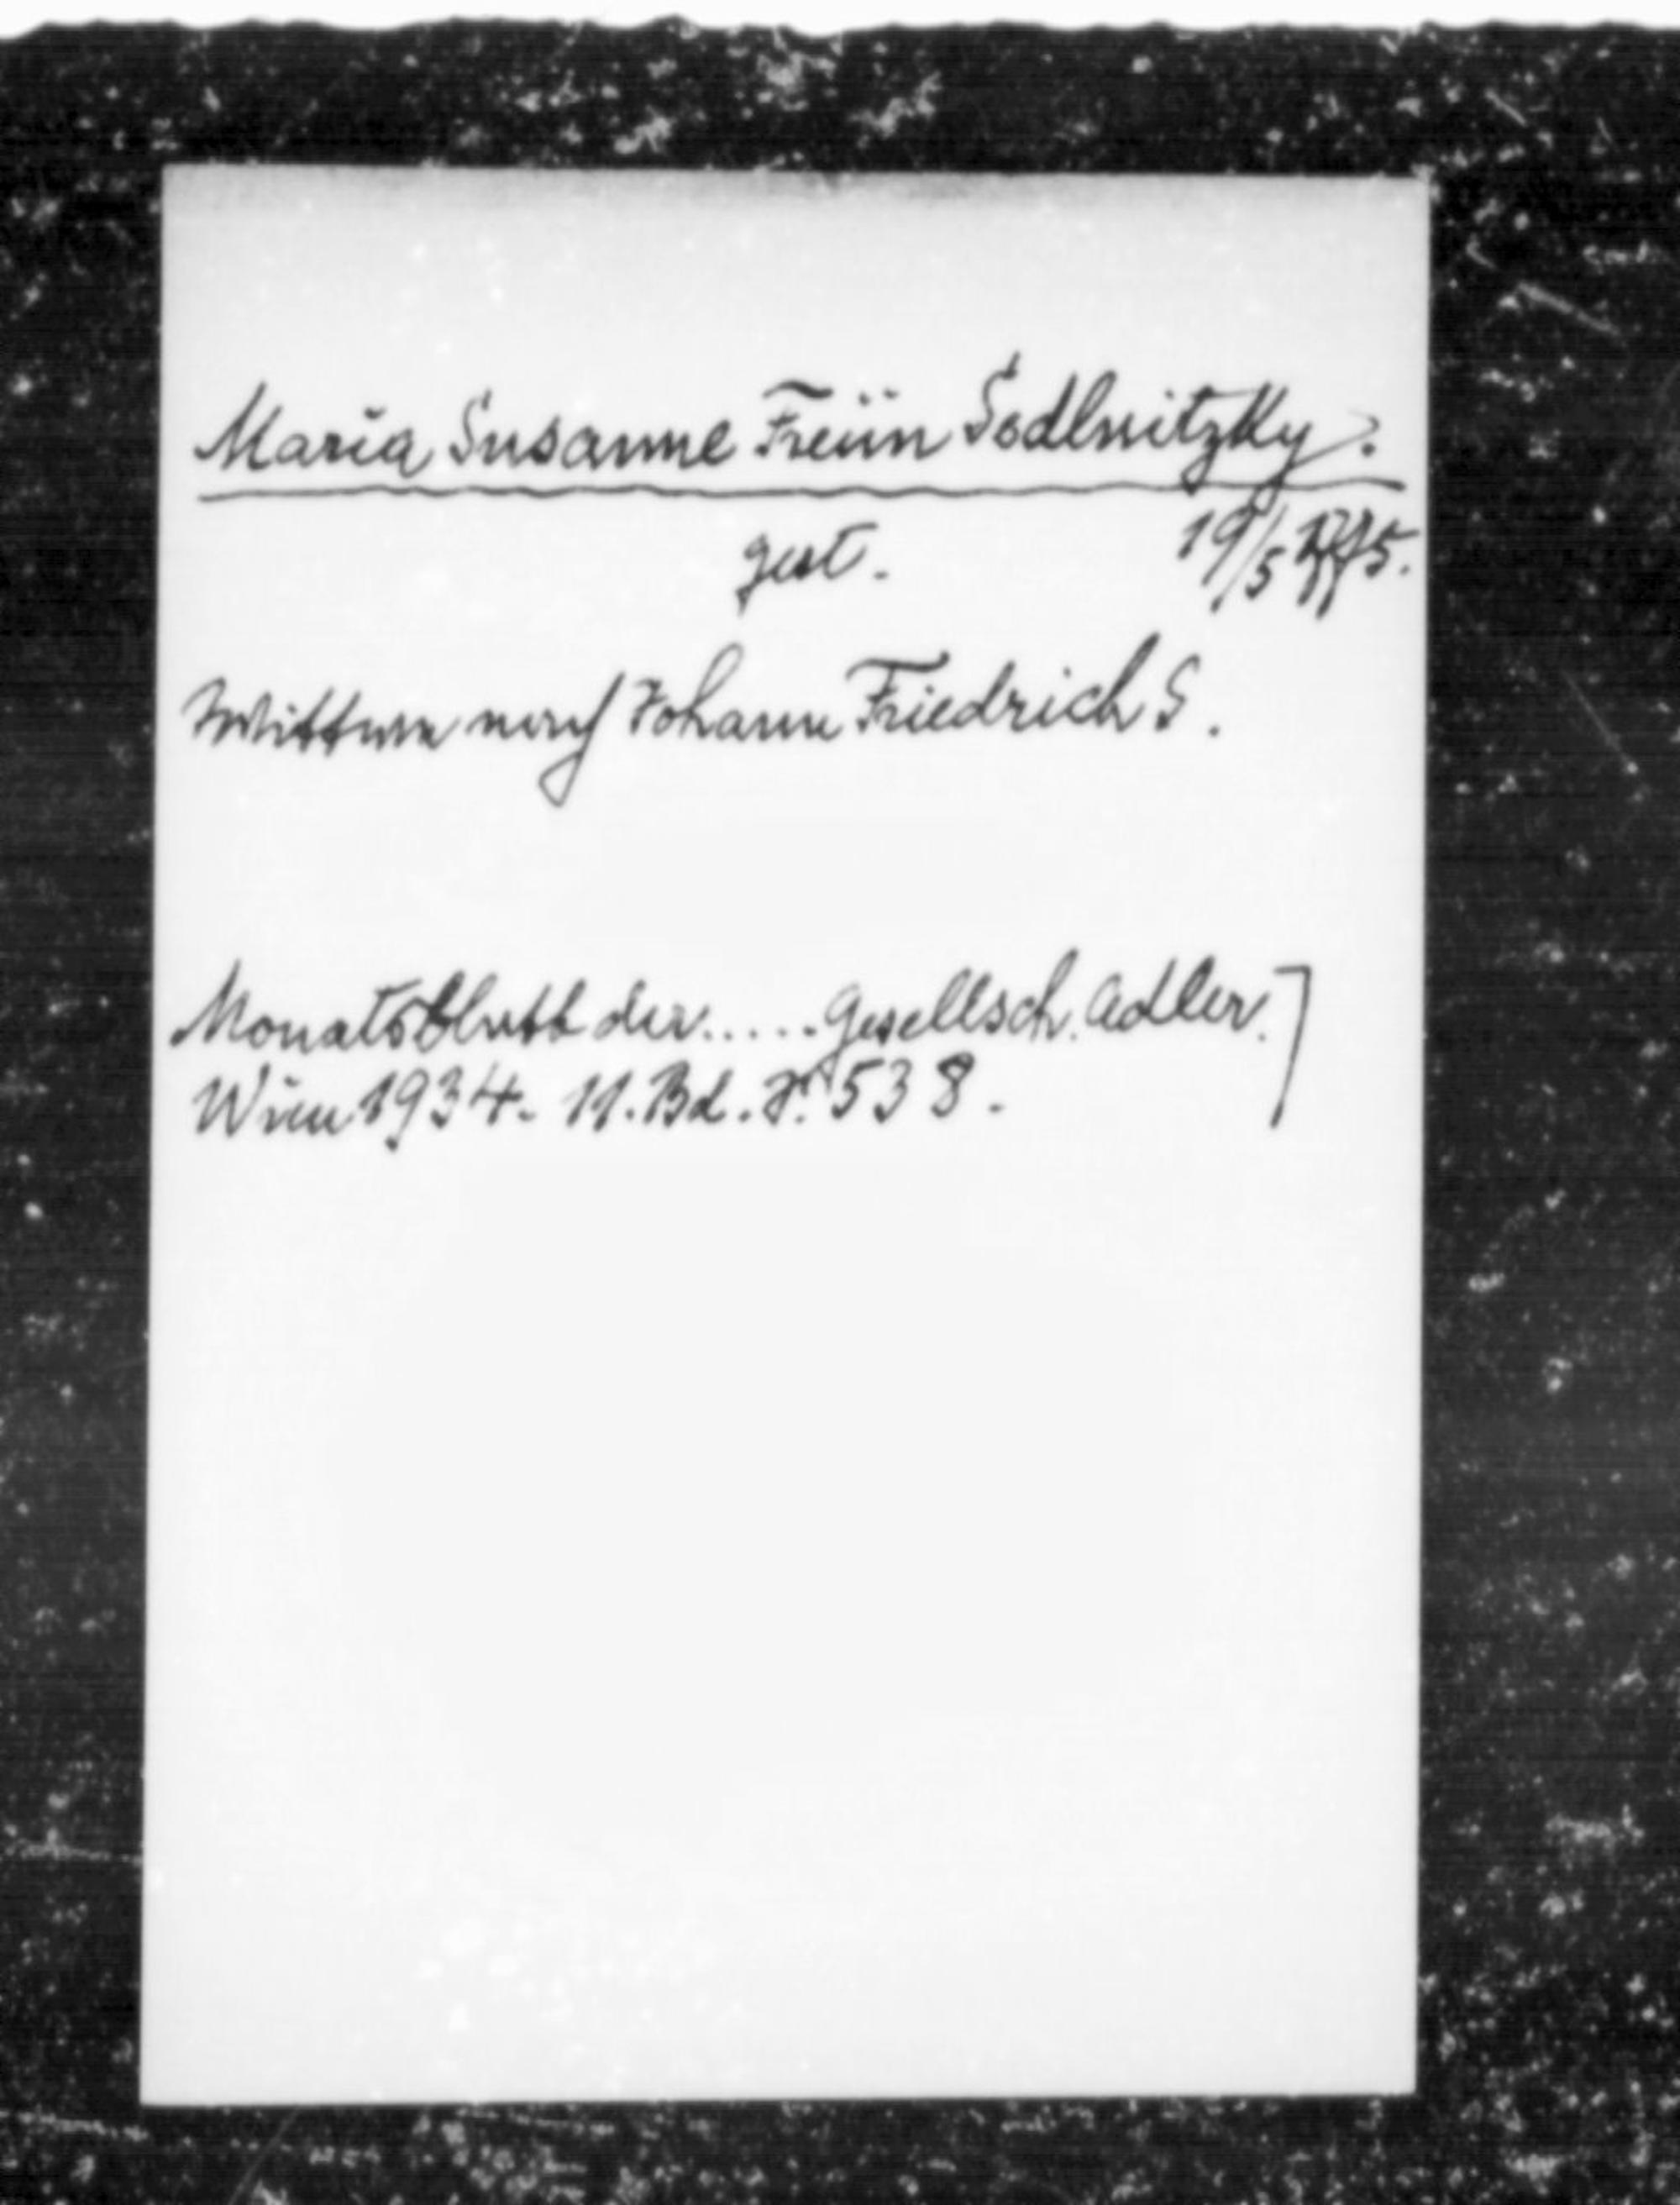 Maria Susanne Freiin Sedlnitzky.
gest. 19/5 1775.
Wittwe nach Johann Friedrich S.
Monatsblatt der..... Gesellsch. Adler.]
Wien 1934. 11. Bd. S. 538.